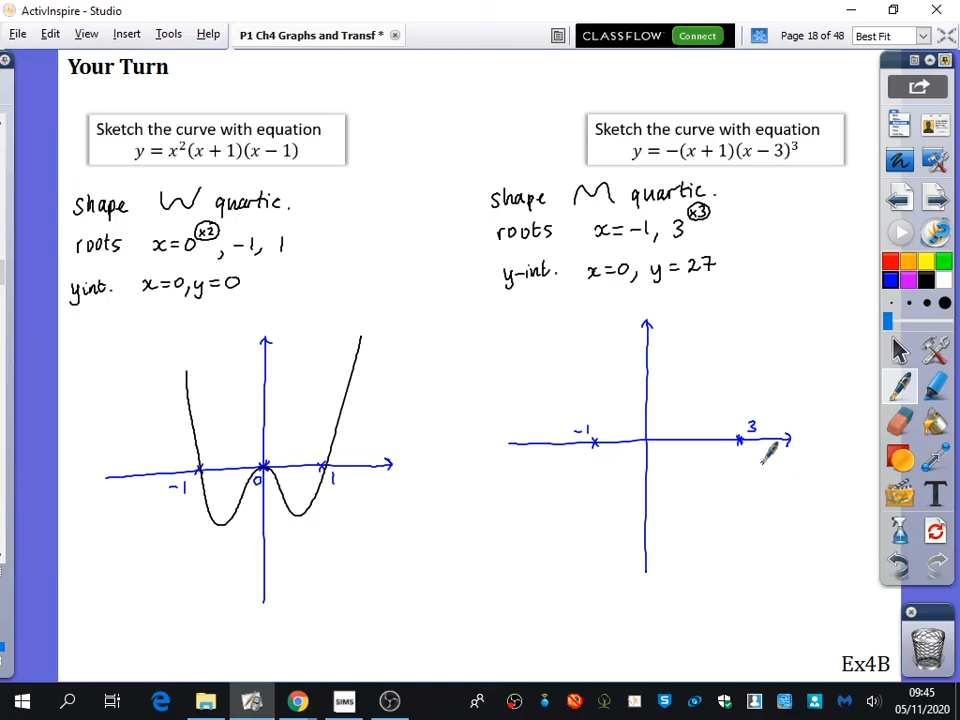 ActivInspire - Studio
File Edit View Insert Tools Help
P1 Ch4 Graphs and Transf *
CLASSFLOW Connect
Page 18 of 48
Best Fit
Your Turn
Sketch the curve with equation
y = x²(x + 1)(x − 1)
shape W quartic.
roots x=0 (x2), -1, 1
y int. x=0, y=0
-1 0 1
Sketch the curve with equation
y = −(x + 1)(x − 3)³
shape M quartic.
roots x=-1, 3 (x3)
y-int. x=0, y=27
-1 3
Ex4B
T
SIMS
09:45
05/11/2020